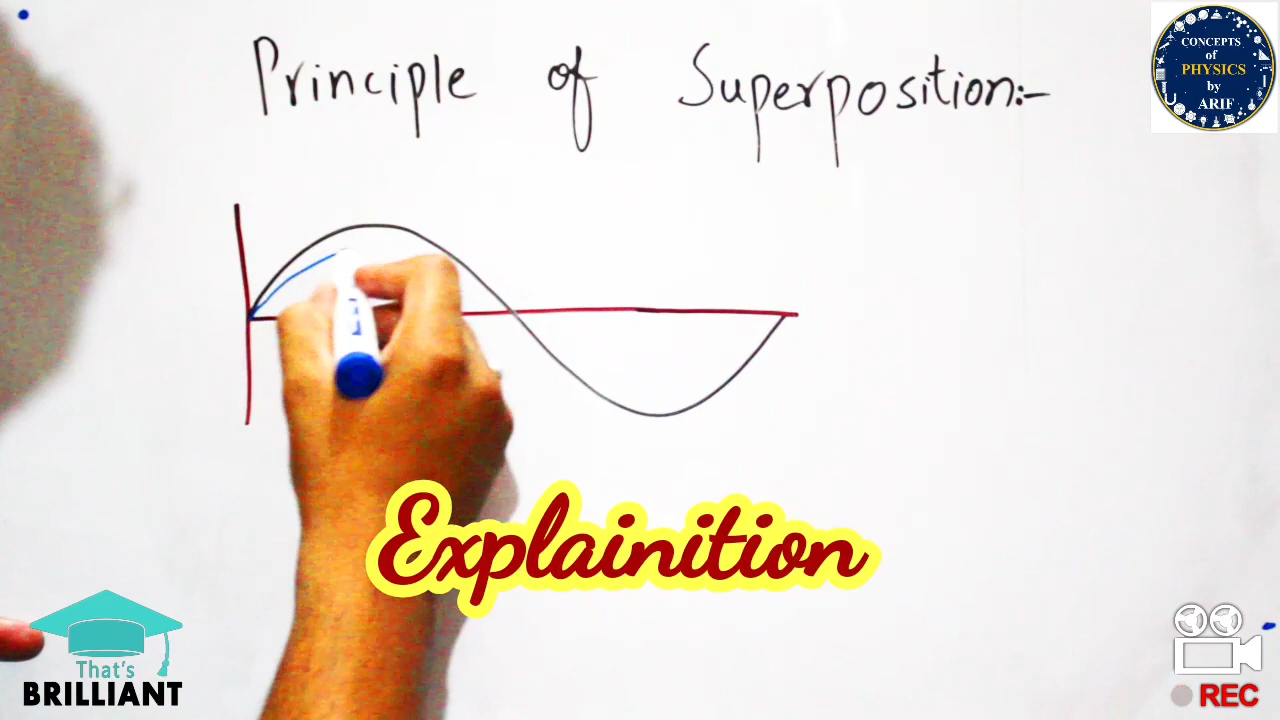 Principle of Superposition:-
CONCEPTS
of
PHYSICS
by
ARIF
Explainition
That's
BRILLIANT
REC